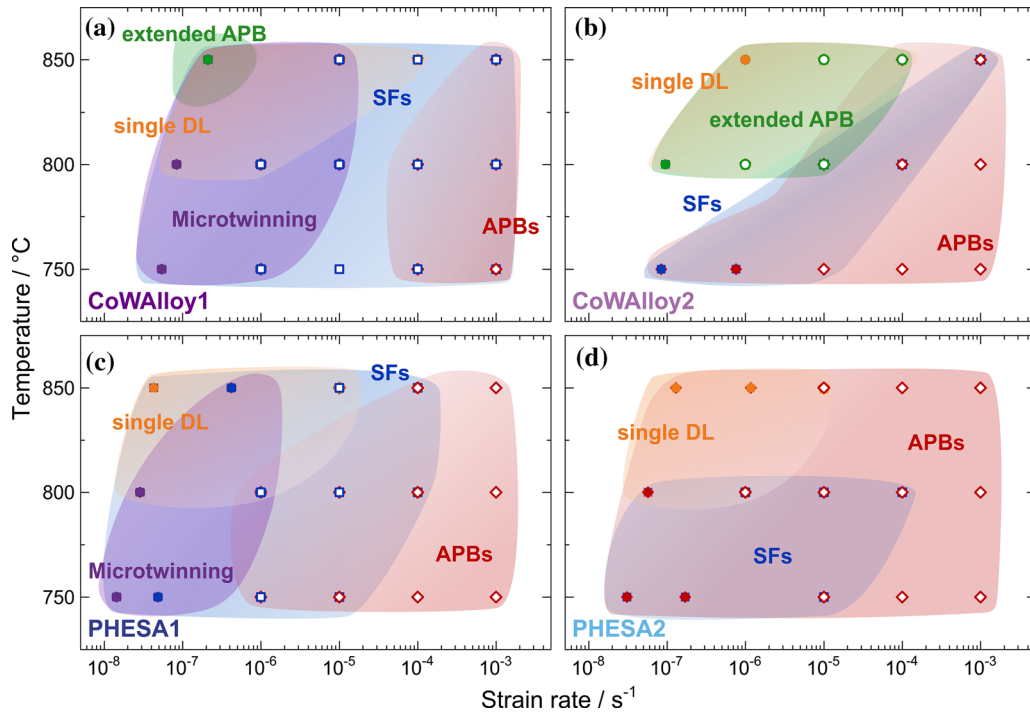 (a)
extended APB
850
SFs
single DL
800
Microtwinning
APBs
750
CoWAlloy1
(b)
single DL
extended APB
SFs
APBs
CoWAlloy2
Temperature / °C
(c)
SFs
850
single DL
800
APBs
Microtwinning
750
PHESA1
10⁻⁸ 10⁻⁷ 10⁻⁶ 10⁻⁵ 10⁻⁴ 10⁻³
(d)
single DL
APBs
SFs
PHESA2
10⁻⁸ 10⁻⁷ 10⁻⁶ 10⁻⁵ 10⁻⁴ 10⁻³
Strain rate / s⁻¹